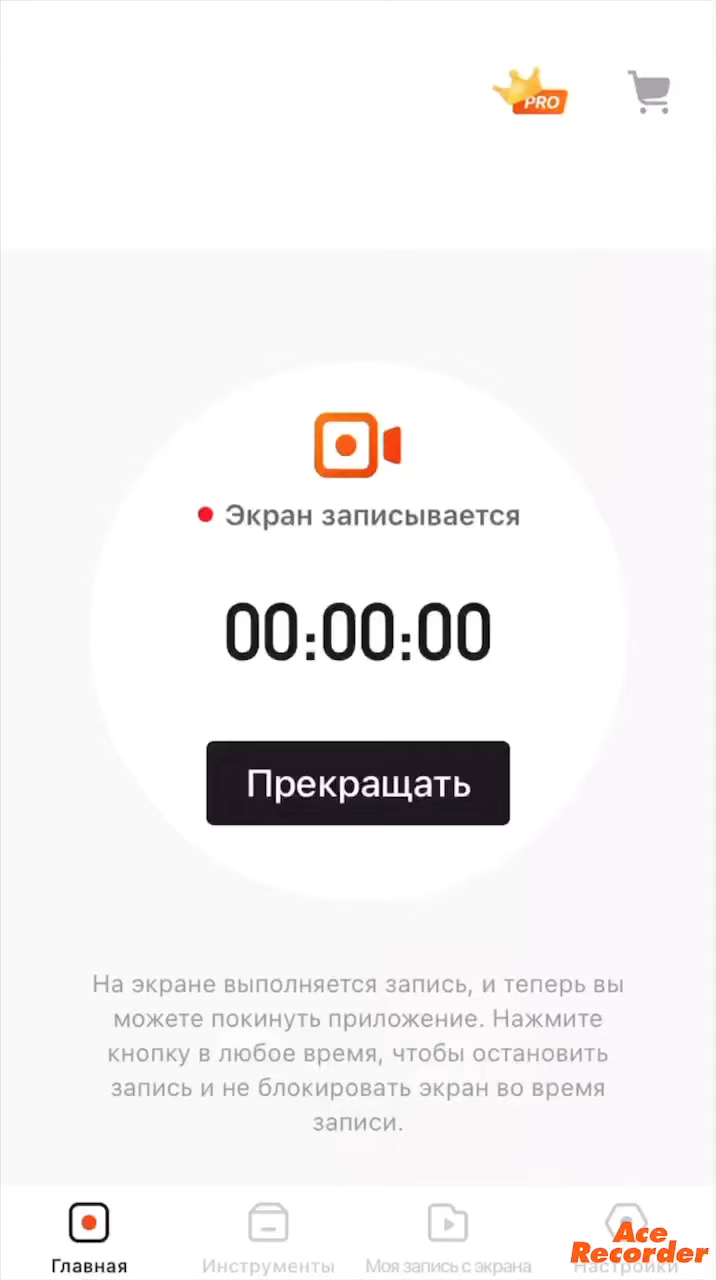 PRO
Экран записывается
00:00:00
Прекращать
На экране выполняется запись, и теперь вы
можете покинуть приложение. Нажмите
кнопку в любое время, чтобы остановить
запись и не блокировать экран во время
записи.
Главная
Инструменты
Моя запись с экрана
Настройки
Ace
Recorder